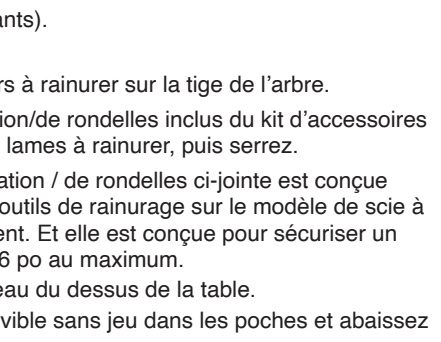 ants).
rs à rainurer sur la tige de l'arbre.
ion/de rondelles inclus du kit d'accessoires
lames à rainurer, puis serrez.
ation / de rondelles ci-jointe est conçue
outils de rainurage sur le modèle de scie à
ent. Et elle est conçue pour sécuriser un
6 po au maximum.
eau du dessus de la table.
vible sans jeu dans les poches et abaissez